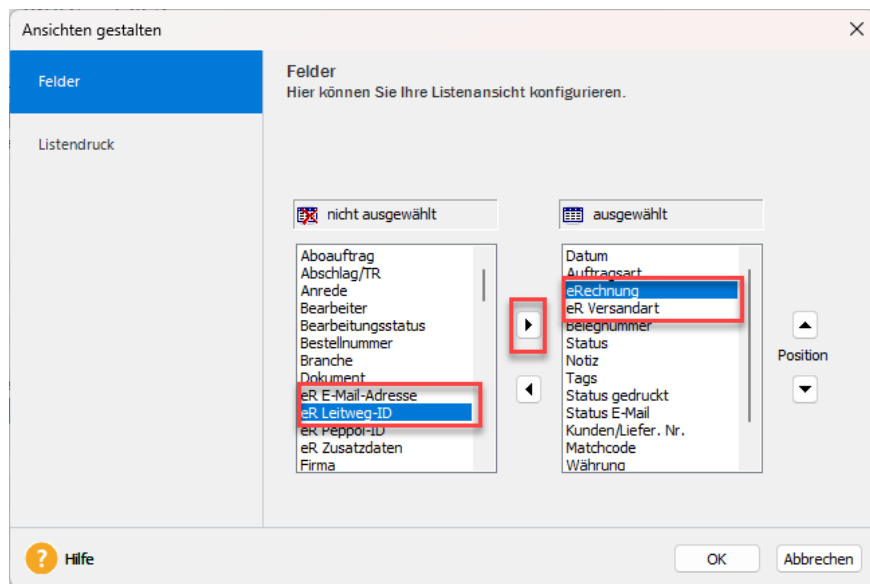 Ansichten gestalten
Felder
Listendruck
Felder
Hier können Sie Ihre Listenansicht konfigurieren.
nicht ausgewählt
Aboauftrag
Abschlag/TR
Anrede
Bearbeiter
Bearbeitungsstatus
Bestellnummer
Branche
Dokument
eR E-Mail-Adresse
eR Leitweg-ID
eR Peppol-ID
eR Zusatzdaten
Firma
ausgewählt
Datum
Auftragsart
eRechnung
eR Versandart
Belegnummer
Status
Notiz
Tags
Status gedruckt
Status E-Mail
Kunden/Liefer. Nr.
Matchcode
Währung
Position
? Hilfe
OK
Abbrechen